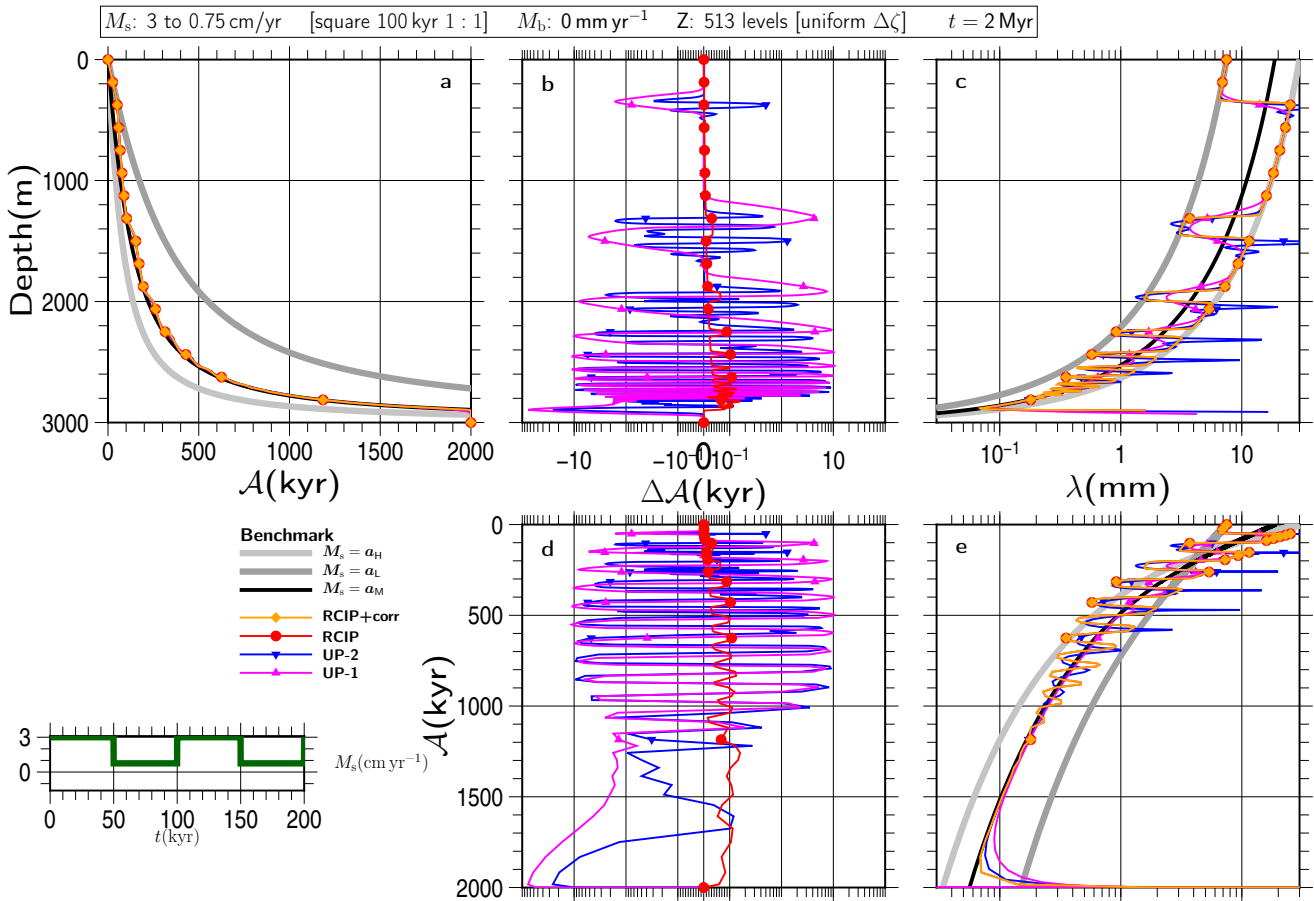 Mₛ: 3 to 0.75 cm/yr [square 100 kyr 1 : 1] M_b: 0 mm yr⁻¹ Z: 513 levels [uniform Δζ] t = 2 Myr
a b c
0
1000
2000
3000
Depth(m)
0 500 1000 1500 2000
𝒜(kyr)
−10 −10⁻¹ 0 10⁻¹ 10
Δ𝒜(kyr)
10⁻¹ 1 10
λ(mm)
Benchmark
Mₛ = a_H
Mₛ = a_L
Mₛ = a_M
RCIP+corr
RCIP
UP-2
UP-1
3
0
Mₛ(cm yr⁻¹)
0 50 100 150 200
t(kyr)
d e
0
500
1000
1500
2000
𝒜(kyr)